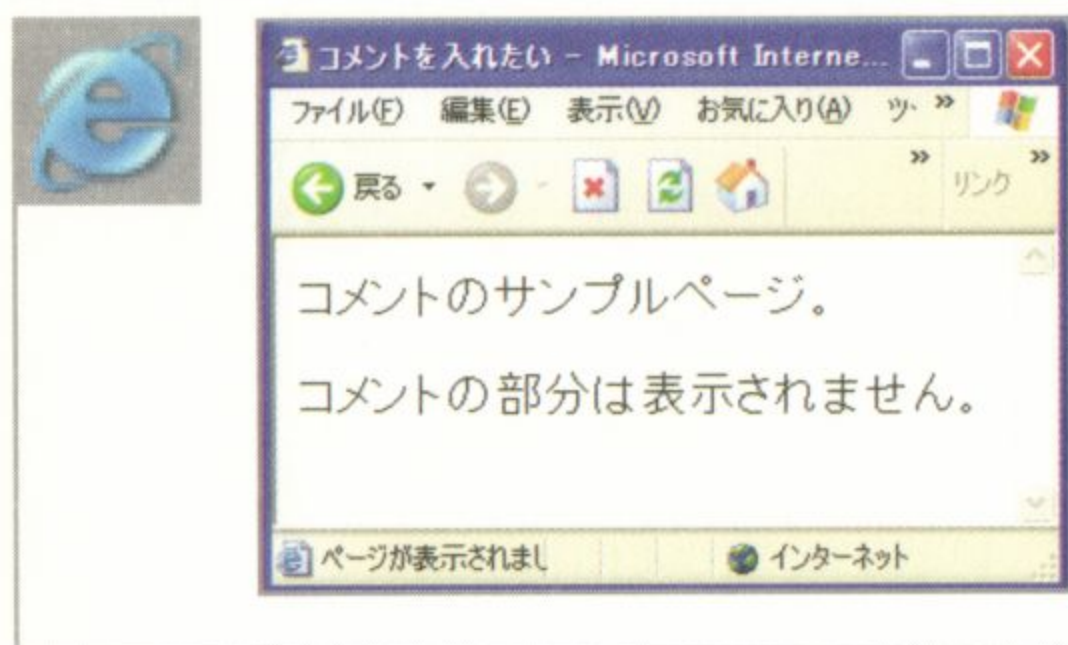 コメントを入れたい - Microsoft Interne...
ファイル(F) 編集(E) 表示(V) お気に入り(A) ツ
戻る リンク
コメントのサンプルページ。
コメントの部分は表示されません。
ページが表示されまし インターネット